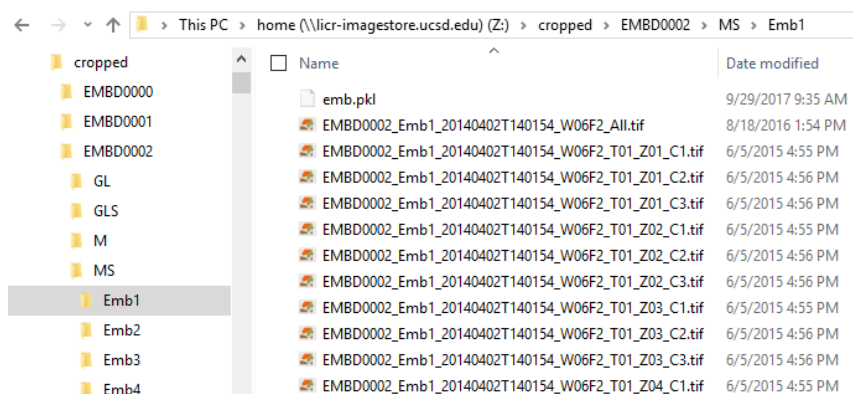 This PC > home (\\licr-imagestore.ucsd.edu) (Z:) > cropped > EMBD0002 > MS > Emb1
cropped
EMBD0000
EMBD0001
EMBD0002
GL
GLS
M
MS
Emb1
Emb2
Emb3
Emb4
Name Date modified
emb.pkl 9/29/2017 9:35 AM
EMBD0002_Emb1_20140402T140154_W06F2_All.tif 8/18/2016 1:54 PM
EMBD0002_Emb1_20140402T140154_W06F2_T01_Z01_C1.tif 6/5/2015 4:55 PM
EMBD0002_Emb1_20140402T140154_W06F2_T01_Z01_C2.tif 6/5/2015 4:56 PM
EMBD0002_Emb1_20140402T140154_W06F2_T01_Z01_C3.tif 6/5/2015 4:56 PM
EMBD0002_Emb1_20140402T140154_W06F2_T01_Z02_C1.tif 6/5/2015 4:55 PM
EMBD0002_Emb1_20140402T140154_W06F2_T01_Z02_C2.tif 6/5/2015 4:56 PM
EMBD0002_Emb1_20140402T140154_W06F2_T01_Z02_C3.tif 6/5/2015 4:56 PM
EMBD0002_Emb1_20140402T140154_W06F2_T01_Z03_C1.tif 6/5/2015 4:55 PM
EMBD0002_Emb1_20140402T140154_W06F2_T01_Z03_C2.tif 6/5/2015 4:56 PM
EMBD0002_Emb1_20140402T140154_W06F2_T01_Z03_C3.tif 6/5/2015 4:56 PM
EMBD0002_Emb1_20140402T140154_W06F2_T01_Z04_C1.tif 6/5/2015 4:55 PM